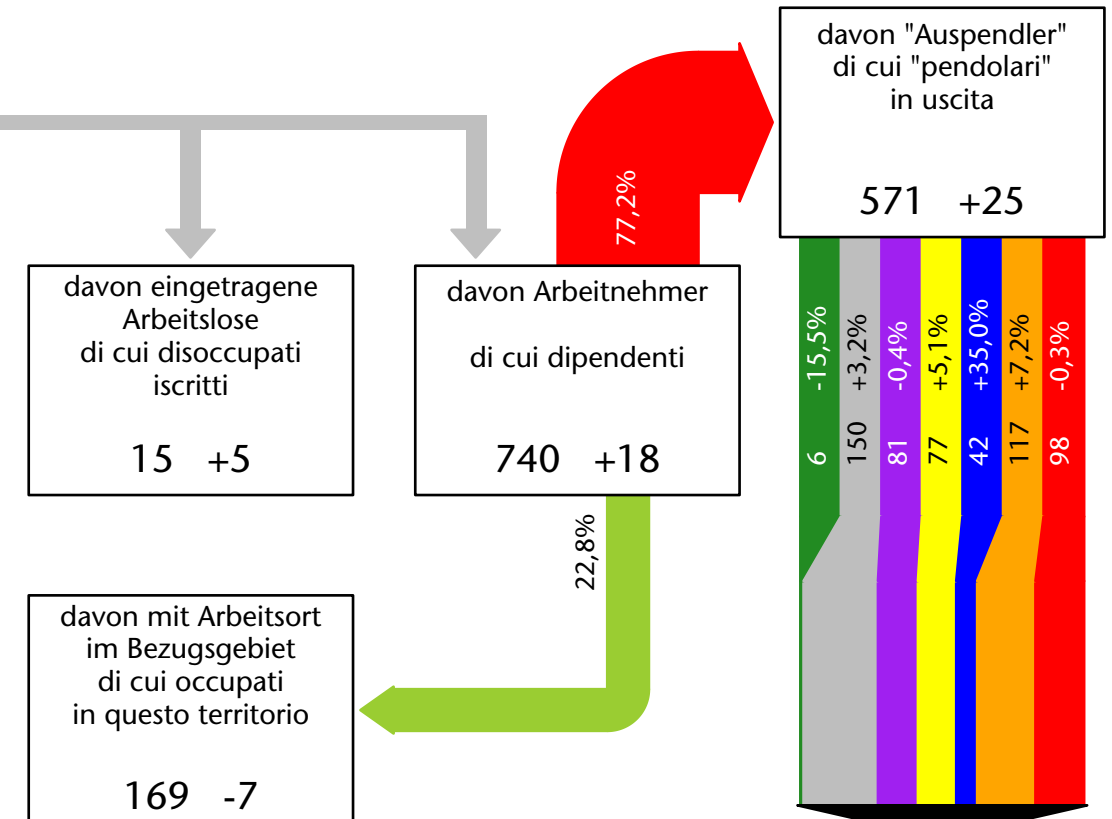 davon "Auspendler"
di cui "pendolari"
in uscita
571 +25
77,2%
davon eingetragene
Arbeitslose
di cui disoccupati
iscritti
15 +5
davon Arbeitnehmer
di cui dipendenti
740 +18
6 -15,5%
150 +3,2%
81 -0,4%
77 +5,1%
42 +35,0%
117 +7,2%
98 -0,3%
22,8%
davon mit Arbeitsort
im Bezugsgebiet
di cui occupati
in questo territorio
169 -7